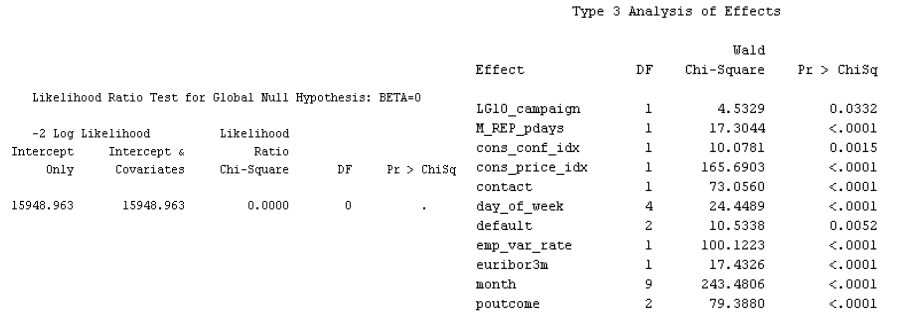 Likelihood Ratio Test for Global Null Hypothesis: BETA=0
-2 Log Likelihood Likelihood
Intercept Intercept & Ratio
Only Covariates Chi-Square DF Pr > ChiSq
15948.963 15948.963 0.0000 0 .
Type 3 Analysis of Effects
Wald
Effect DF Chi-Square Pr > ChiSq
LG10_campaign 1 4.5329 0.0332
M_REP_pdays 1 17.3044 <.0001
cons_conf_idx 1 10.0781 0.0015
cons_price_idx 1 165.6903 <.0001
contact 1 73.0560 <.0001
day_of_week 4 24.4489 <.0001
default 2 10.5338 0.0052
emp_var_rate 1 100.1223 <.0001
euribor3m 1 17.4326 <.0001
month 9 243.4806 <.0001
poutcome 2 79.3880 <.0001